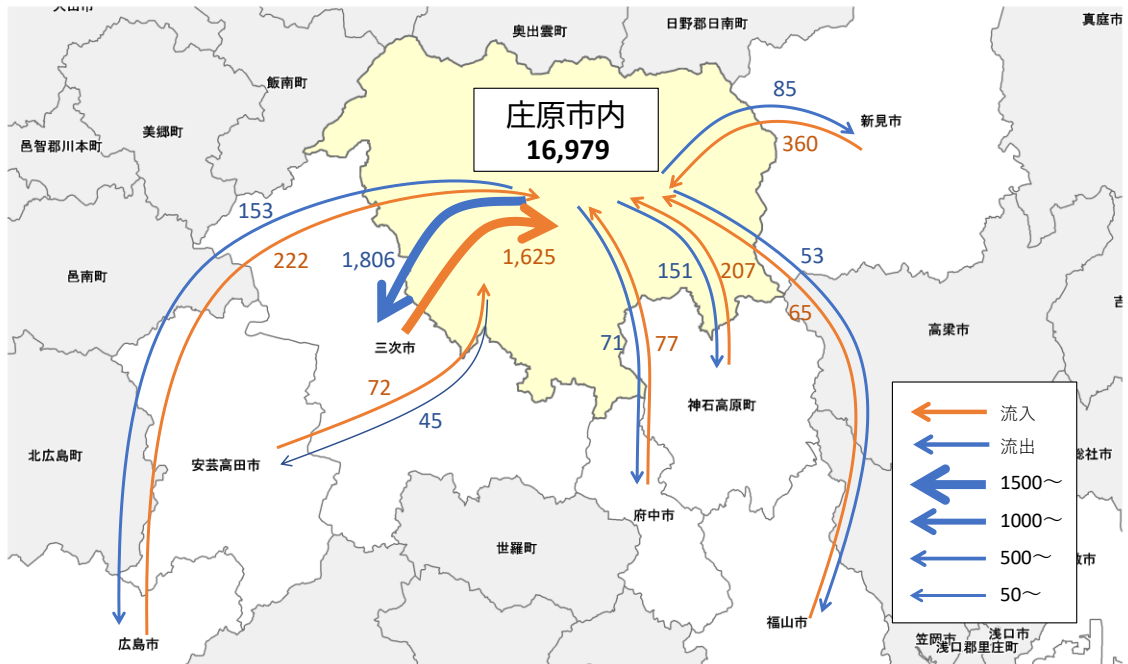 奥出雲町
日野郡日南町
真庭市
飯南町
庄原市内
16,979
85
新見市
美郷町
邑智郡川本町
360
153
222
1,806
1,625
151
207
53
邑南町
65
高梁市
三次市
71
77
72
神石高原町
流入
45
流出
北広島町
安芸高田市
総社市
1500～
1000～
府中市
世羅町
500～
50～
福山市
広島市
笠岡市
浅口市
浅口郡里庄町